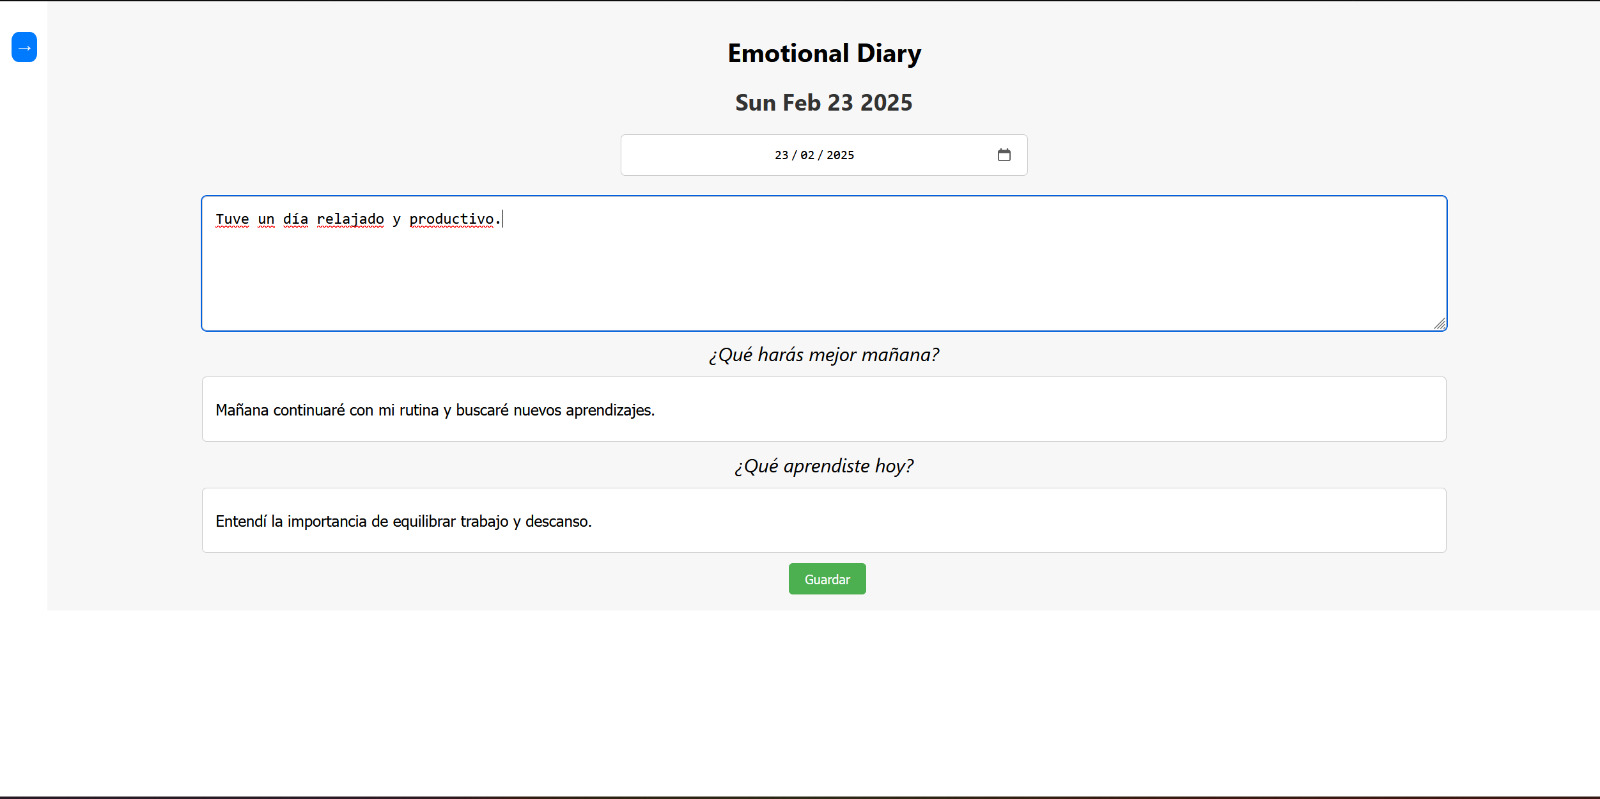 →
Emotional Diary
Sun Feb 23 2025
23/02/2025
Tuve un día relajado y productivo.
¿Qué harás mejor mañana?
Mañana continuaré con mi rutina y buscaré nuevos aprendizajes.
¿Qué aprendiste hoy?
Entendí la importancia de equilibrar trabajo y descanso.
Guardar